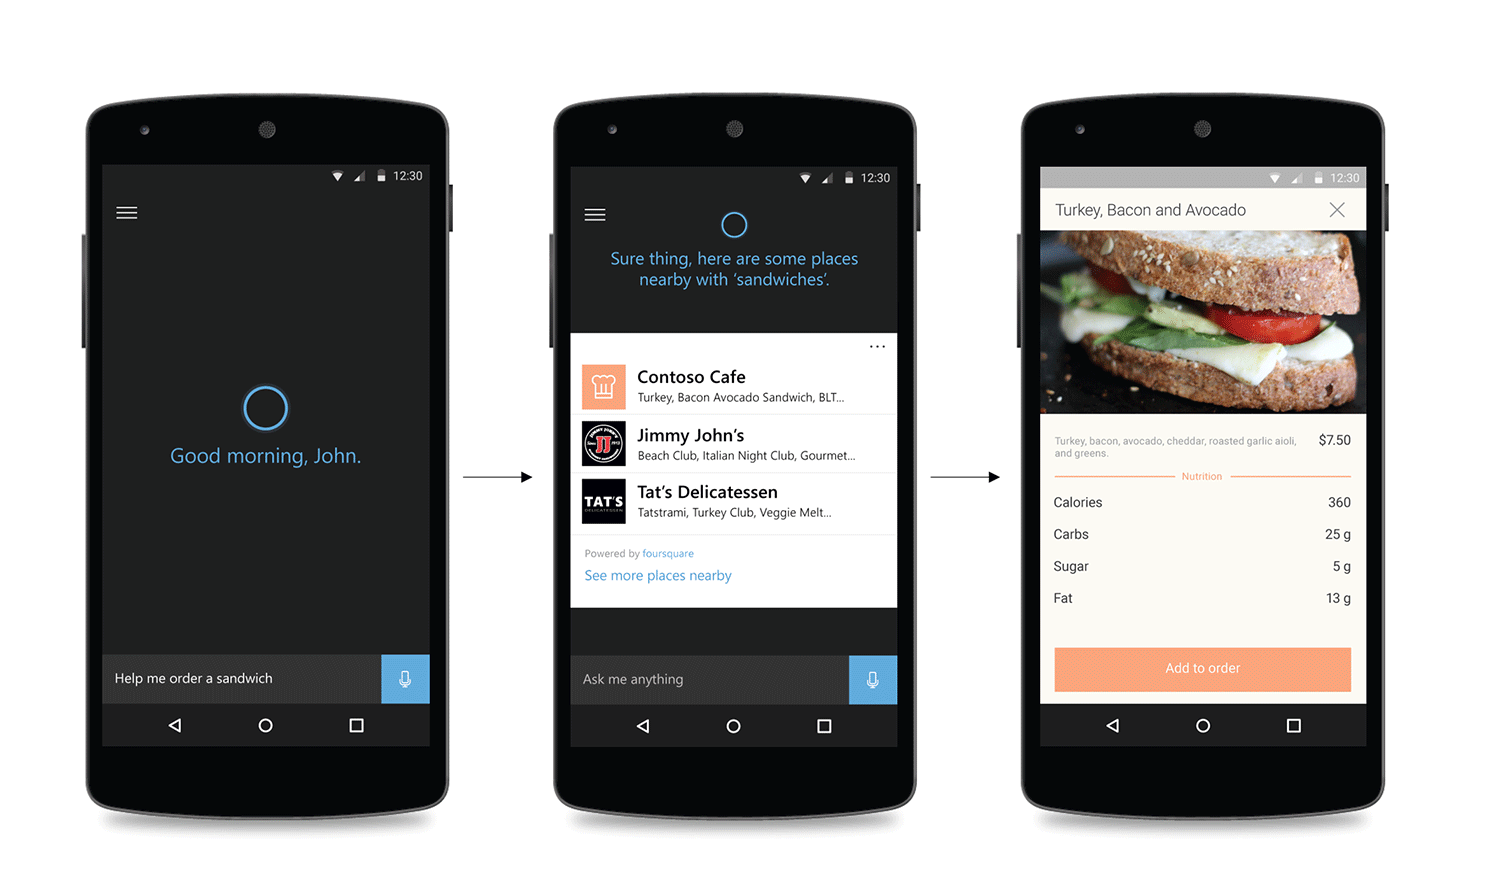 12:30
Good morning, John.
Help me order a sandwich
12:30
Sure thing, here are some places
nearby with ‘sandwiches’.
...
Contoso Cafe
Turkey, Bacon Avocado Sandwich, BLT...
JIMMY JOHN'S
JJ
Jimmy John’s
Beach Club, Italian Night Club, Gourmet...
TAT'S
DELICATESSEN
Tat’s Delicatessen
Tatstrami, Turkey Club, Veggie Melt...
Powered by foursquare
See more places nearby
Ask me anything
12:30
Turkey, Bacon and Avocado
Turkey, bacon, avocado, cheddar, roasted garlic aioli, $7.50
and greens.
Nutrition
Calories 360
Carbs 25 g
Sugar 5 g
Fat 13 g
Add to order